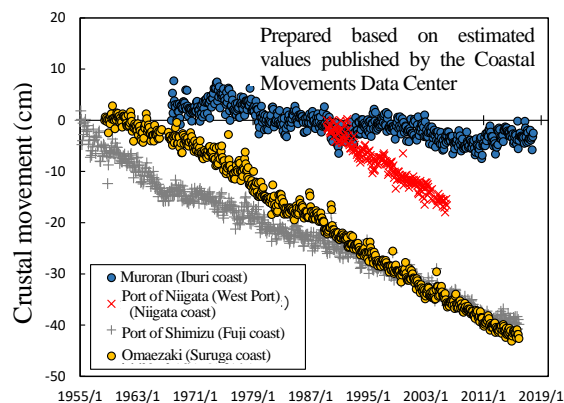 Prepared based on estimated
values published by the Coastal
Movements Data Center
Crustal movement (cm)
20
10
0
-10
-20
-30
-40
-50
Muroran (Iburi coast)
Port of Niigata (West Port)
(Niigata coast)
Port of Shimizu (Fuji coast)
Omaezaki (Suruga coast)
1955/1 1963/1 1971/1 1979/1 1987/1 1995/1 2003/1 2011/1 2019/1